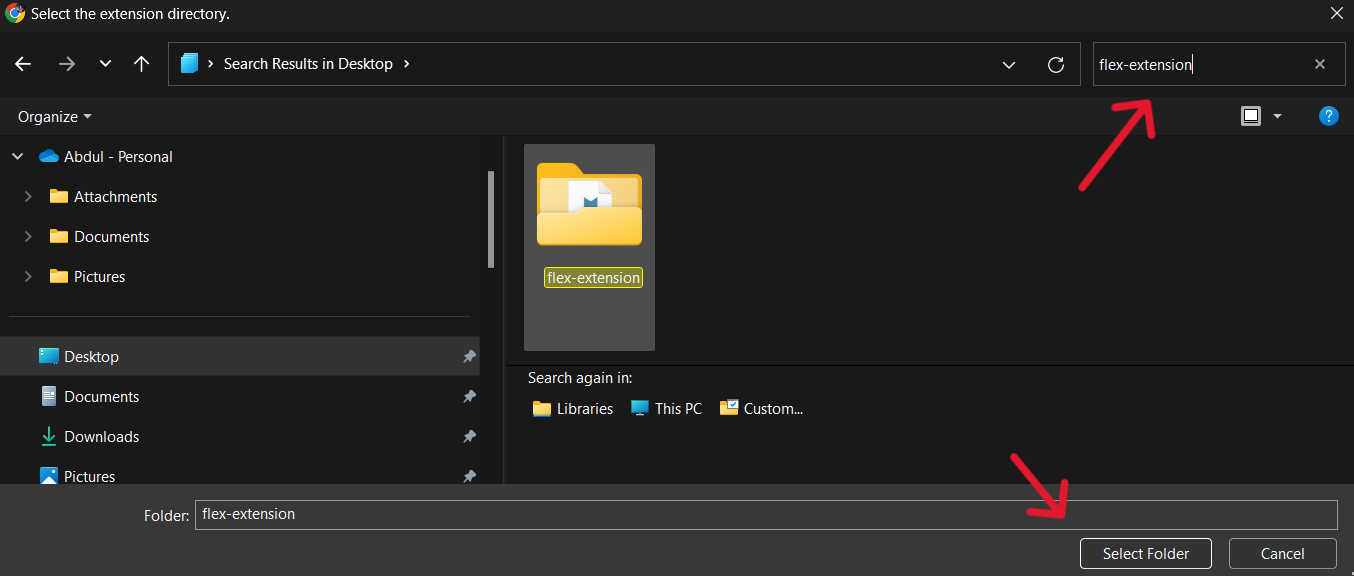 Select the extension directory.
Search Results in Desktop
flex-extension
Organize
?
Abdul - Personal
Attachments
Documents
Pictures
Desktop
Documents
Downloads
Pictures
flex-extension
Search again in:
Libraries This PC Custom...
Folder: flex-extension
Select Folder Cancel